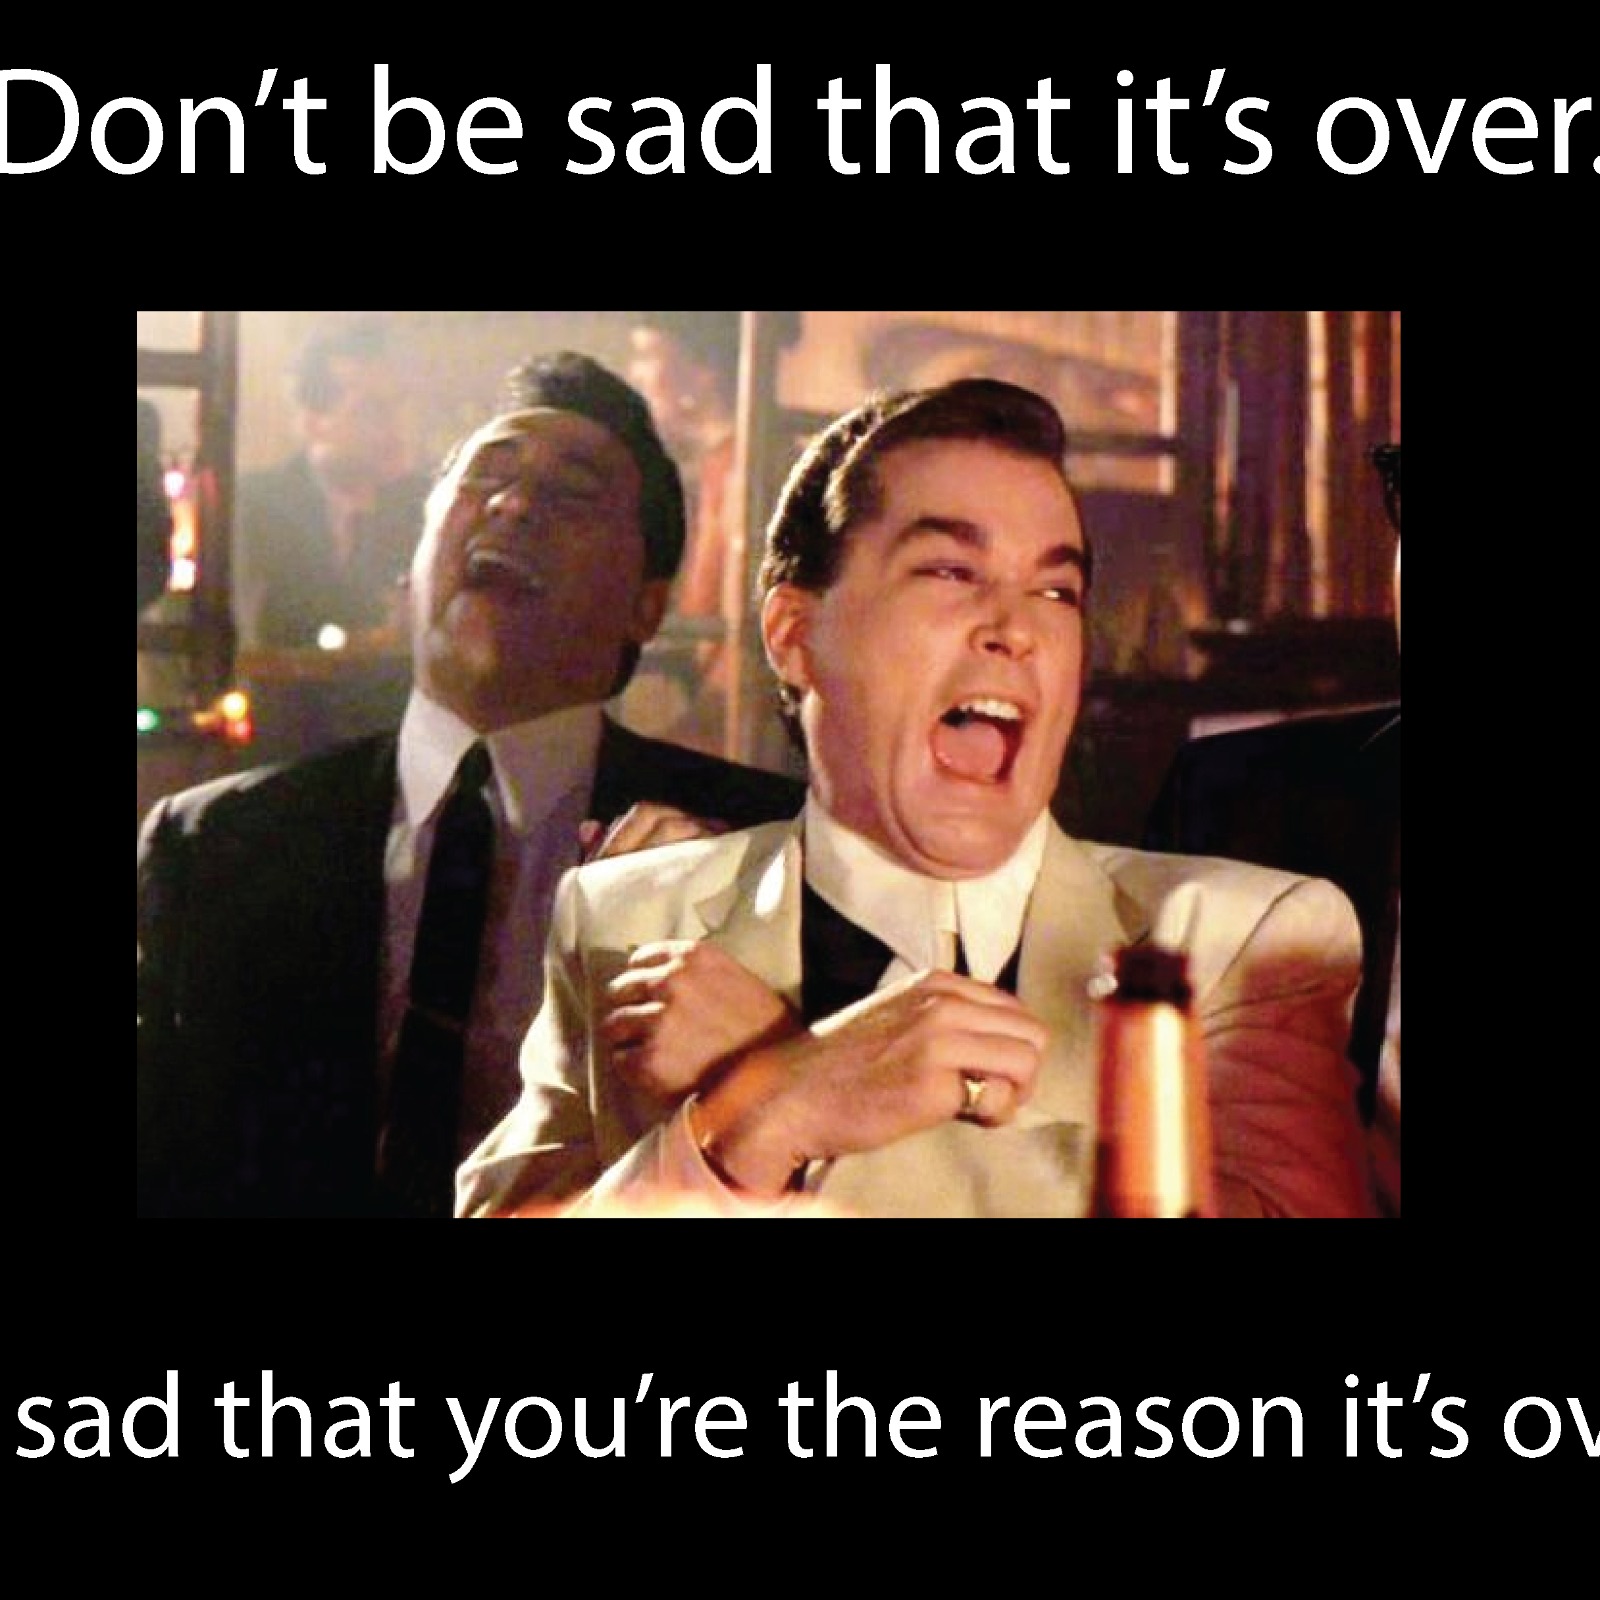 Don’t be sad that it’s over.
sad that you’re the reason it’s ov